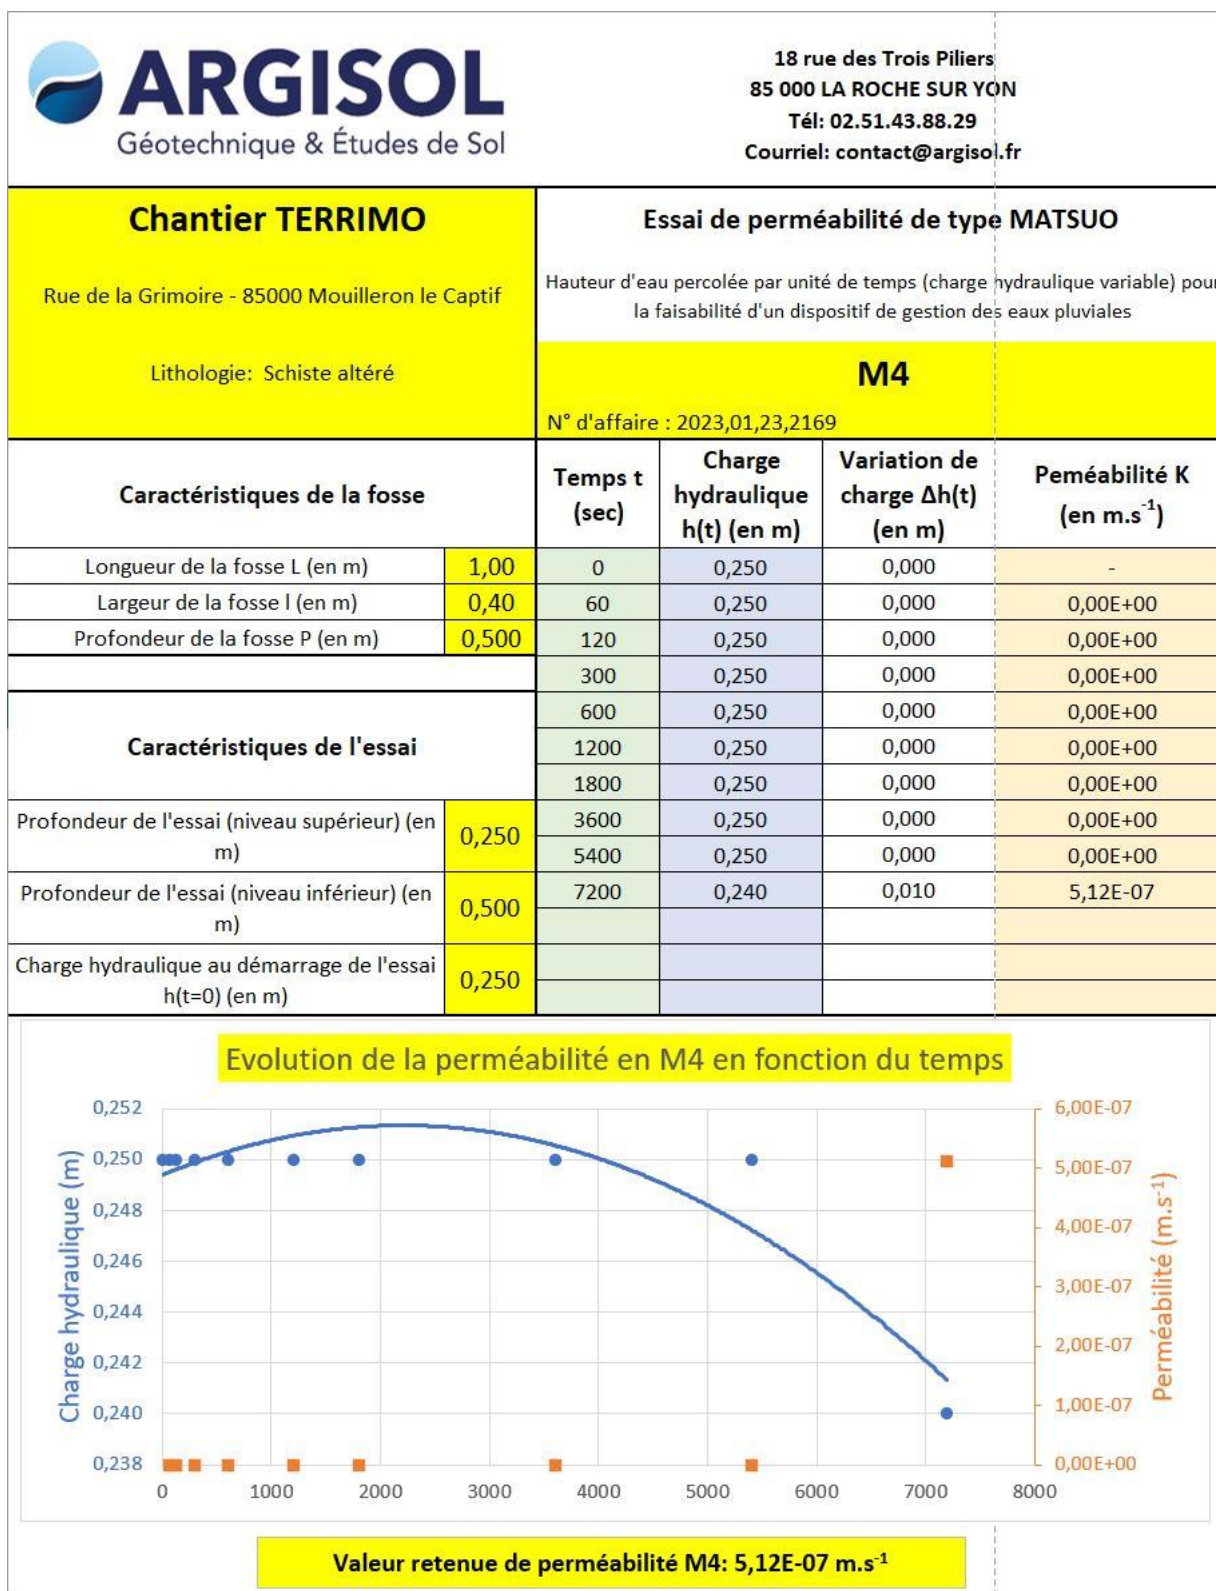 ARGISOL
Géotechnique & Études de Sol
18 rue des Trois Piliers
85 000 LA ROCHE SUR YON
Tél: 02.51.43.88.29
Courriel: contact@argisol.fr
Chantier TERRIMO
Rue de la Grimoire - 85000 Mouilleron le Captif
Lithologie: Schiste altéré
Essai de perméabilité de type MATSUO
Hauteur d'eau percolée par unité de temps (charge hydraulique variable) pour
la faisabilité d'un dispositif de gestion des eaux pluviales
M4
N° d'affaire : 2023,01,23,2169
Caractéristiques de la fosse
Longueur de la fosse L (en m) 1,00
Largeur de la fosse l (en m) 0,40
Profondeur de la fosse P (en m) 0,500
Caractéristiques de l'essai
Profondeur de l'essai (niveau supérieur) (en
m)
0,250
Profondeur de l'essai (niveau inférieur) (en
m)
0,500
Charge hydraulique au démarrage de l'essai
h(t=0) (en m)
0,250
Temps t
(sec)
Charge
hydraulique
h(t) (en m)
Variation de
charge Δh(t)
(en m)
Peméabilité K
(en m.s-1)
0 0,250 0,000 -
60 0,250 0,000 0,00E+00
120 0,250 0,000 0,00E+00
300 0,250 0,000 0,00E+00
600 0,250 0,000 0,00E+00
1200 0,250 0,000 0,00E+00
1800 0,250 0,000 0,00E+00
3600 0,250 0,000 0,00E+00
5400 0,250 0,000 0,00E+00
7200 0,240 0,010 5,12E-07
Evolution de la perméabilité en M4 en fonction du temps
Charge hydraulique (m)
0,252
0,250
0,248
0,246
0,244
0,242
0,240
0,238
0 1000 2000 3000 4000 5000 6000 7000 8000
6,00E-07
5,00E-07
4,00E-07
3,00E-07
2,00E-07
1,00E-07
0,00E+00
Perméabilité (m.s-1)
Valeur retenue de perméabilité M4: 5,12E-07 m.s-1